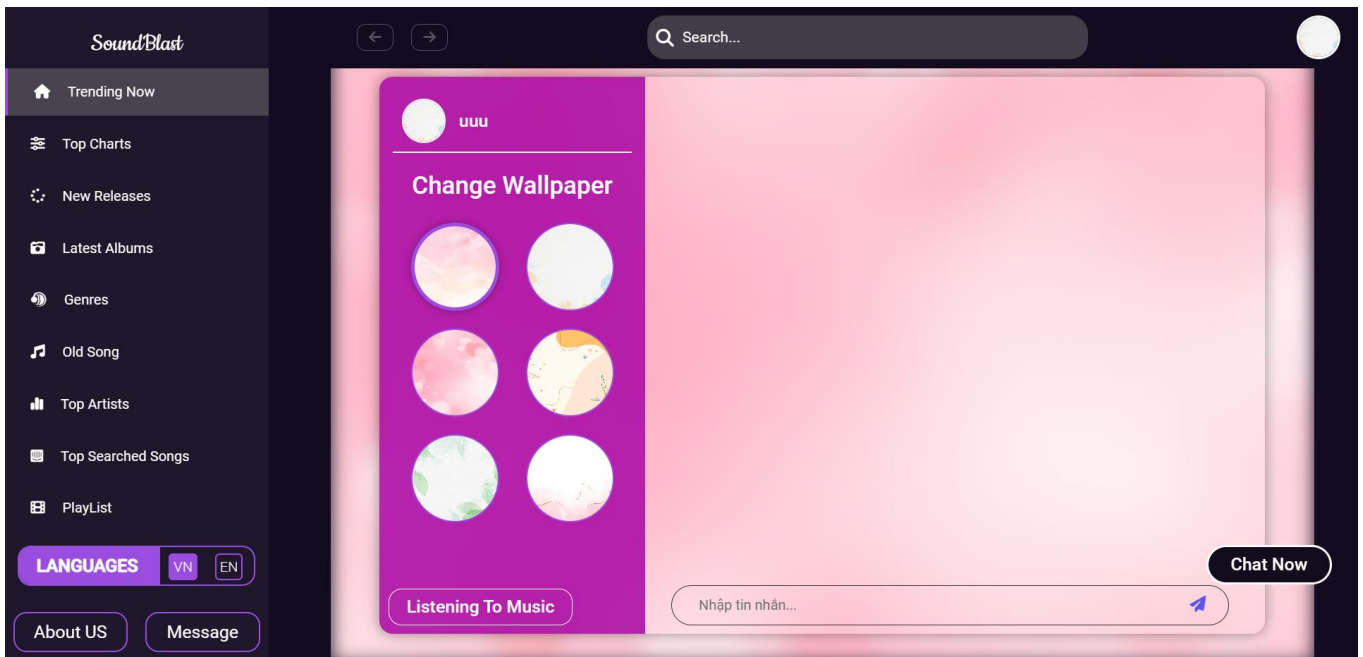 SoundBlast
Search...
Trending Now
Top Charts
New Releases
Latest Albums
Genres
Old Song
Top Artists
Top Searched Songs
PlayList
LANGUAGES VN EN
About US Message
uuu
Change Wallpaper
Listening To Music
Nhập tin nhắn...
Chat Now